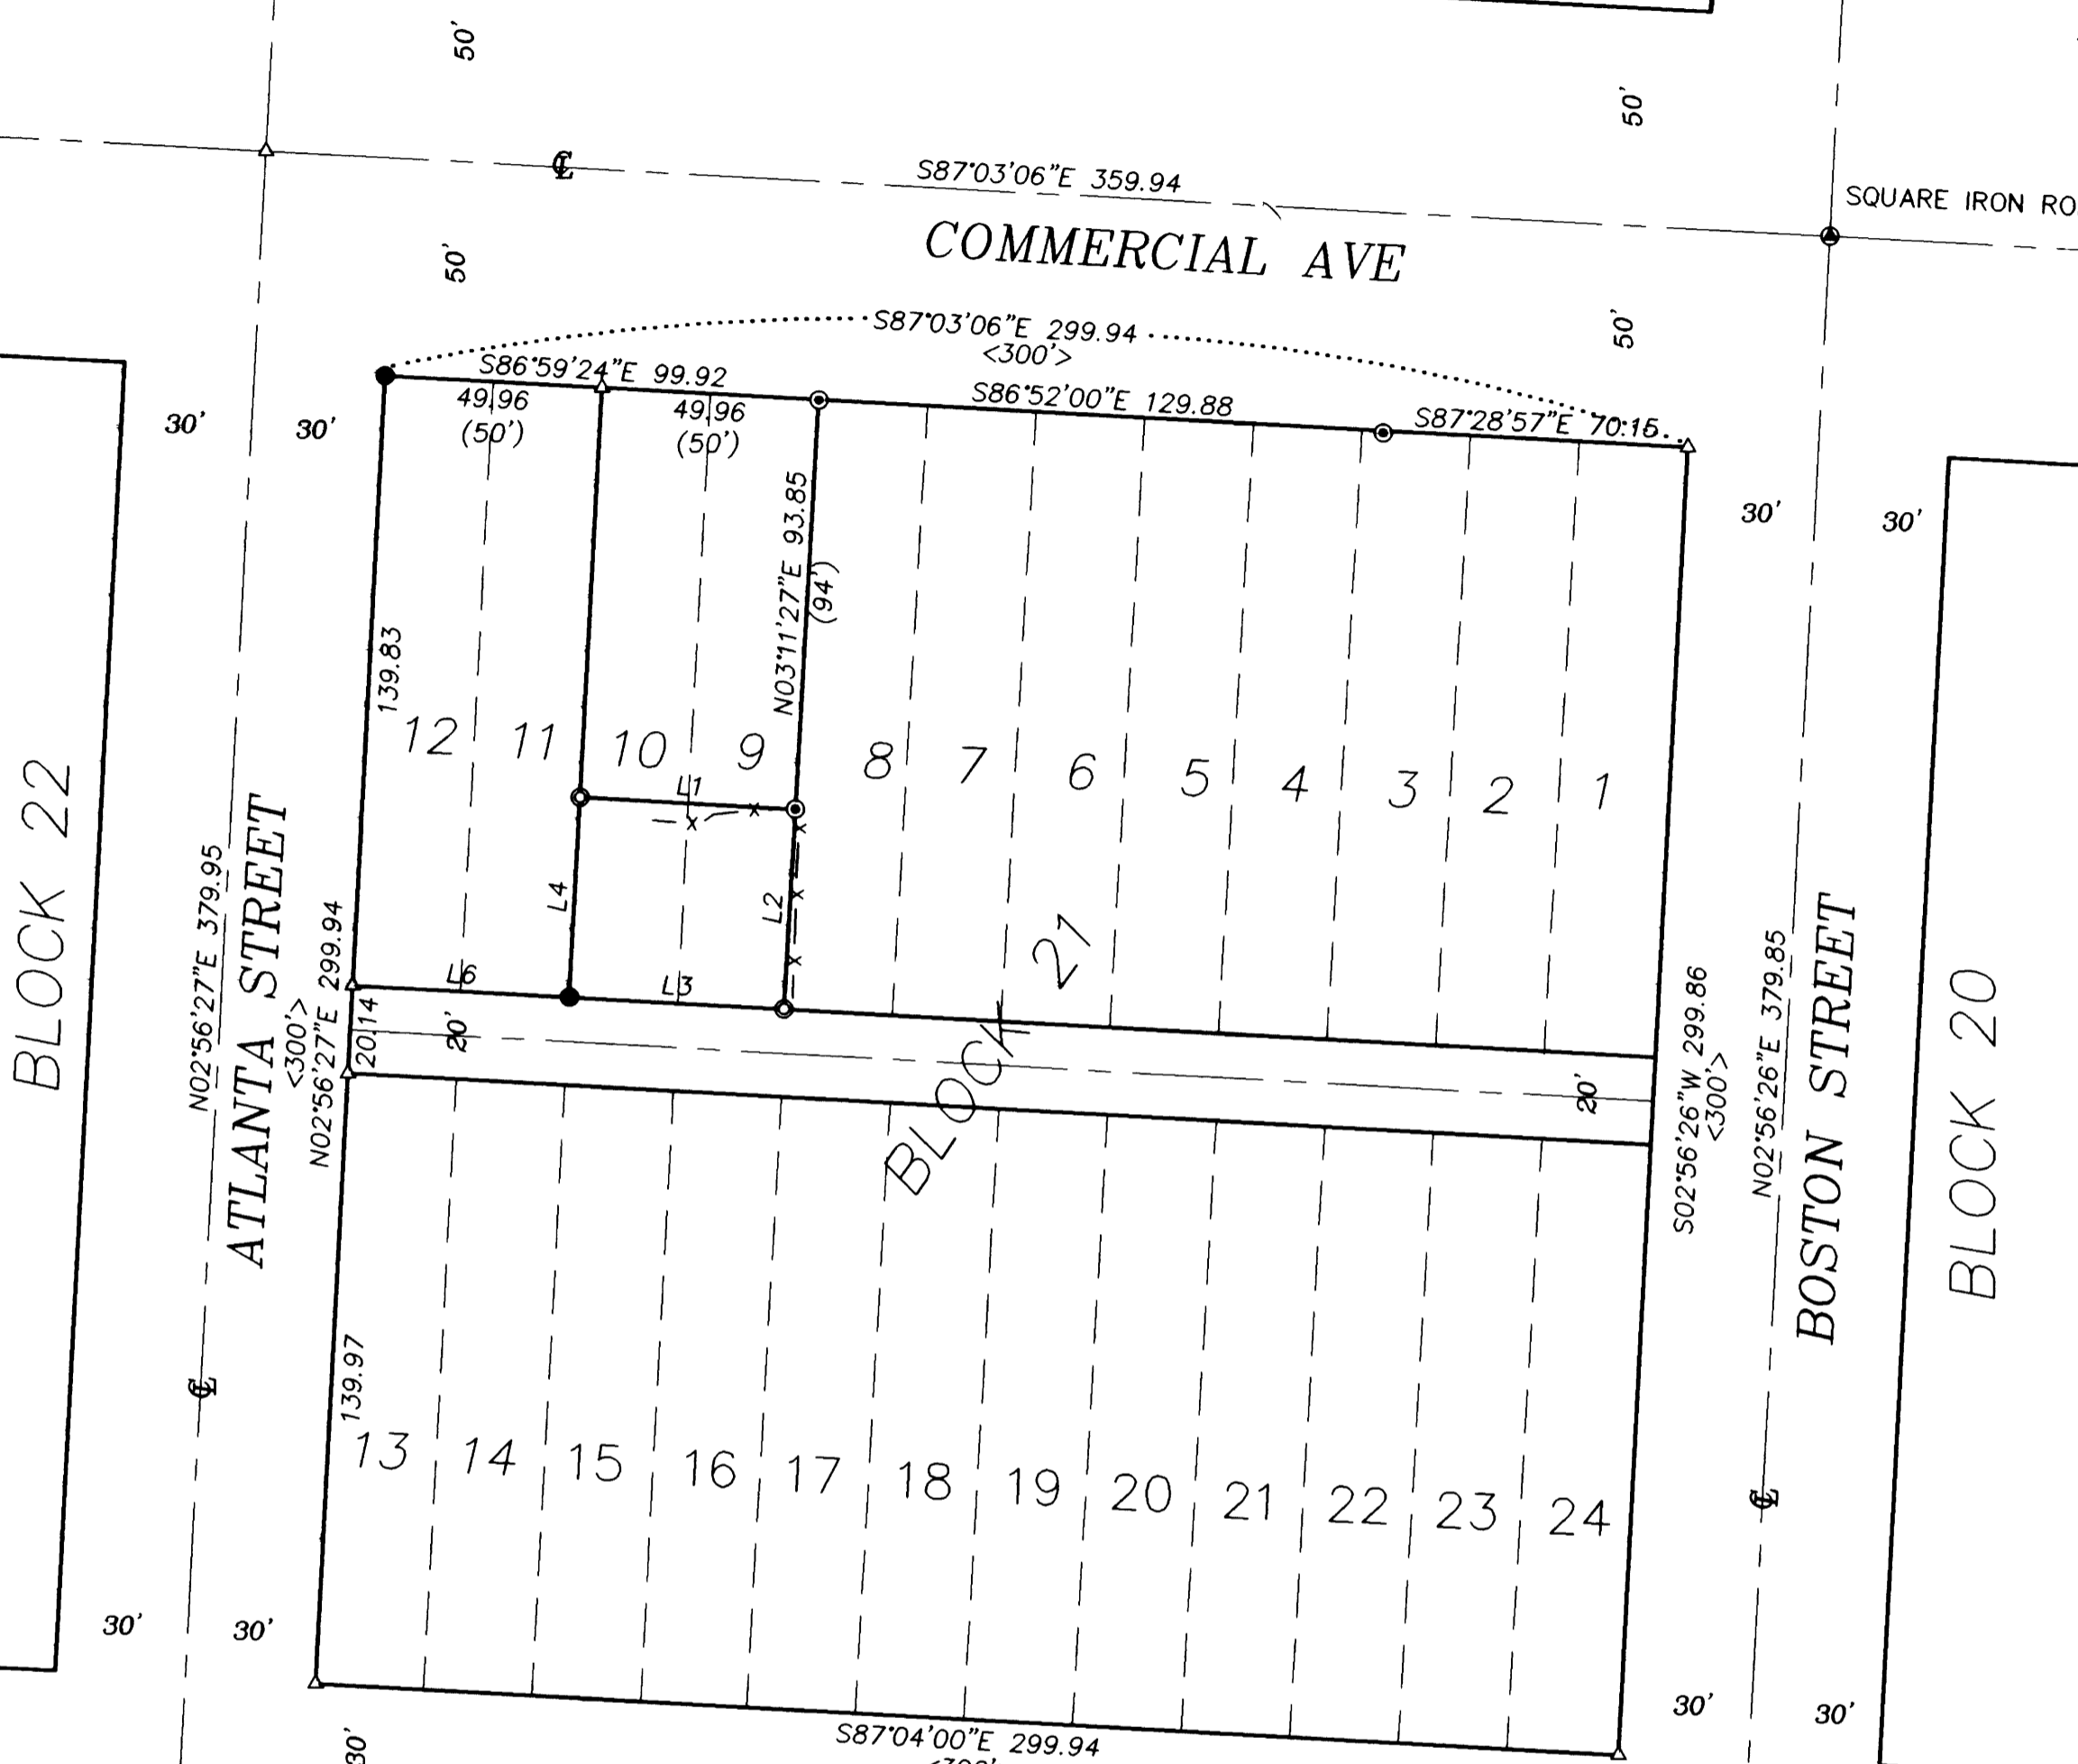 50'
50'
S87°03'06"E 359.94
SQUARE IRON RO
COMMERCIAL AVE
50'
50'
S87°03'06"E 299.94
<300'>
S86°59'24"E 99.92
S86°52'00"E 129.88
S87°28'57"E 70.15
49.96
(50')
49.96
(50')
30'
30'
30'
30'
N03°11'27"E 93.85
(94')
139.83
12
11
10
9
8
7
6
5
4
3
2
1
L1
L4
L2
L6
L3
BLOCK 22
N02°56'27"E 379.95
ATLANTA STREET
<300'>
N02°56'27"E 299.94
20.14
20'
BLOCK 21
20'
S02°56'26"W 299.86
<300'>
N02°56'26"E 379.85
BOSTON STREET
BLOCK 20
℄
℄
℄
139.97
13
14
15
16
17
18
19
20
21
22
23
24
30'
30'
30'
30'
30'
S87°04'00"E 299.94